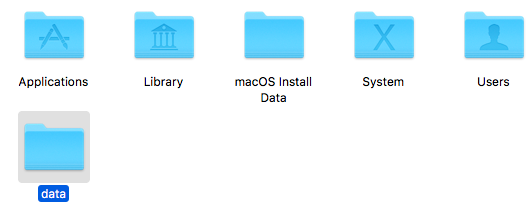 Applications
Library
macOS Install
Data
System
Users
data